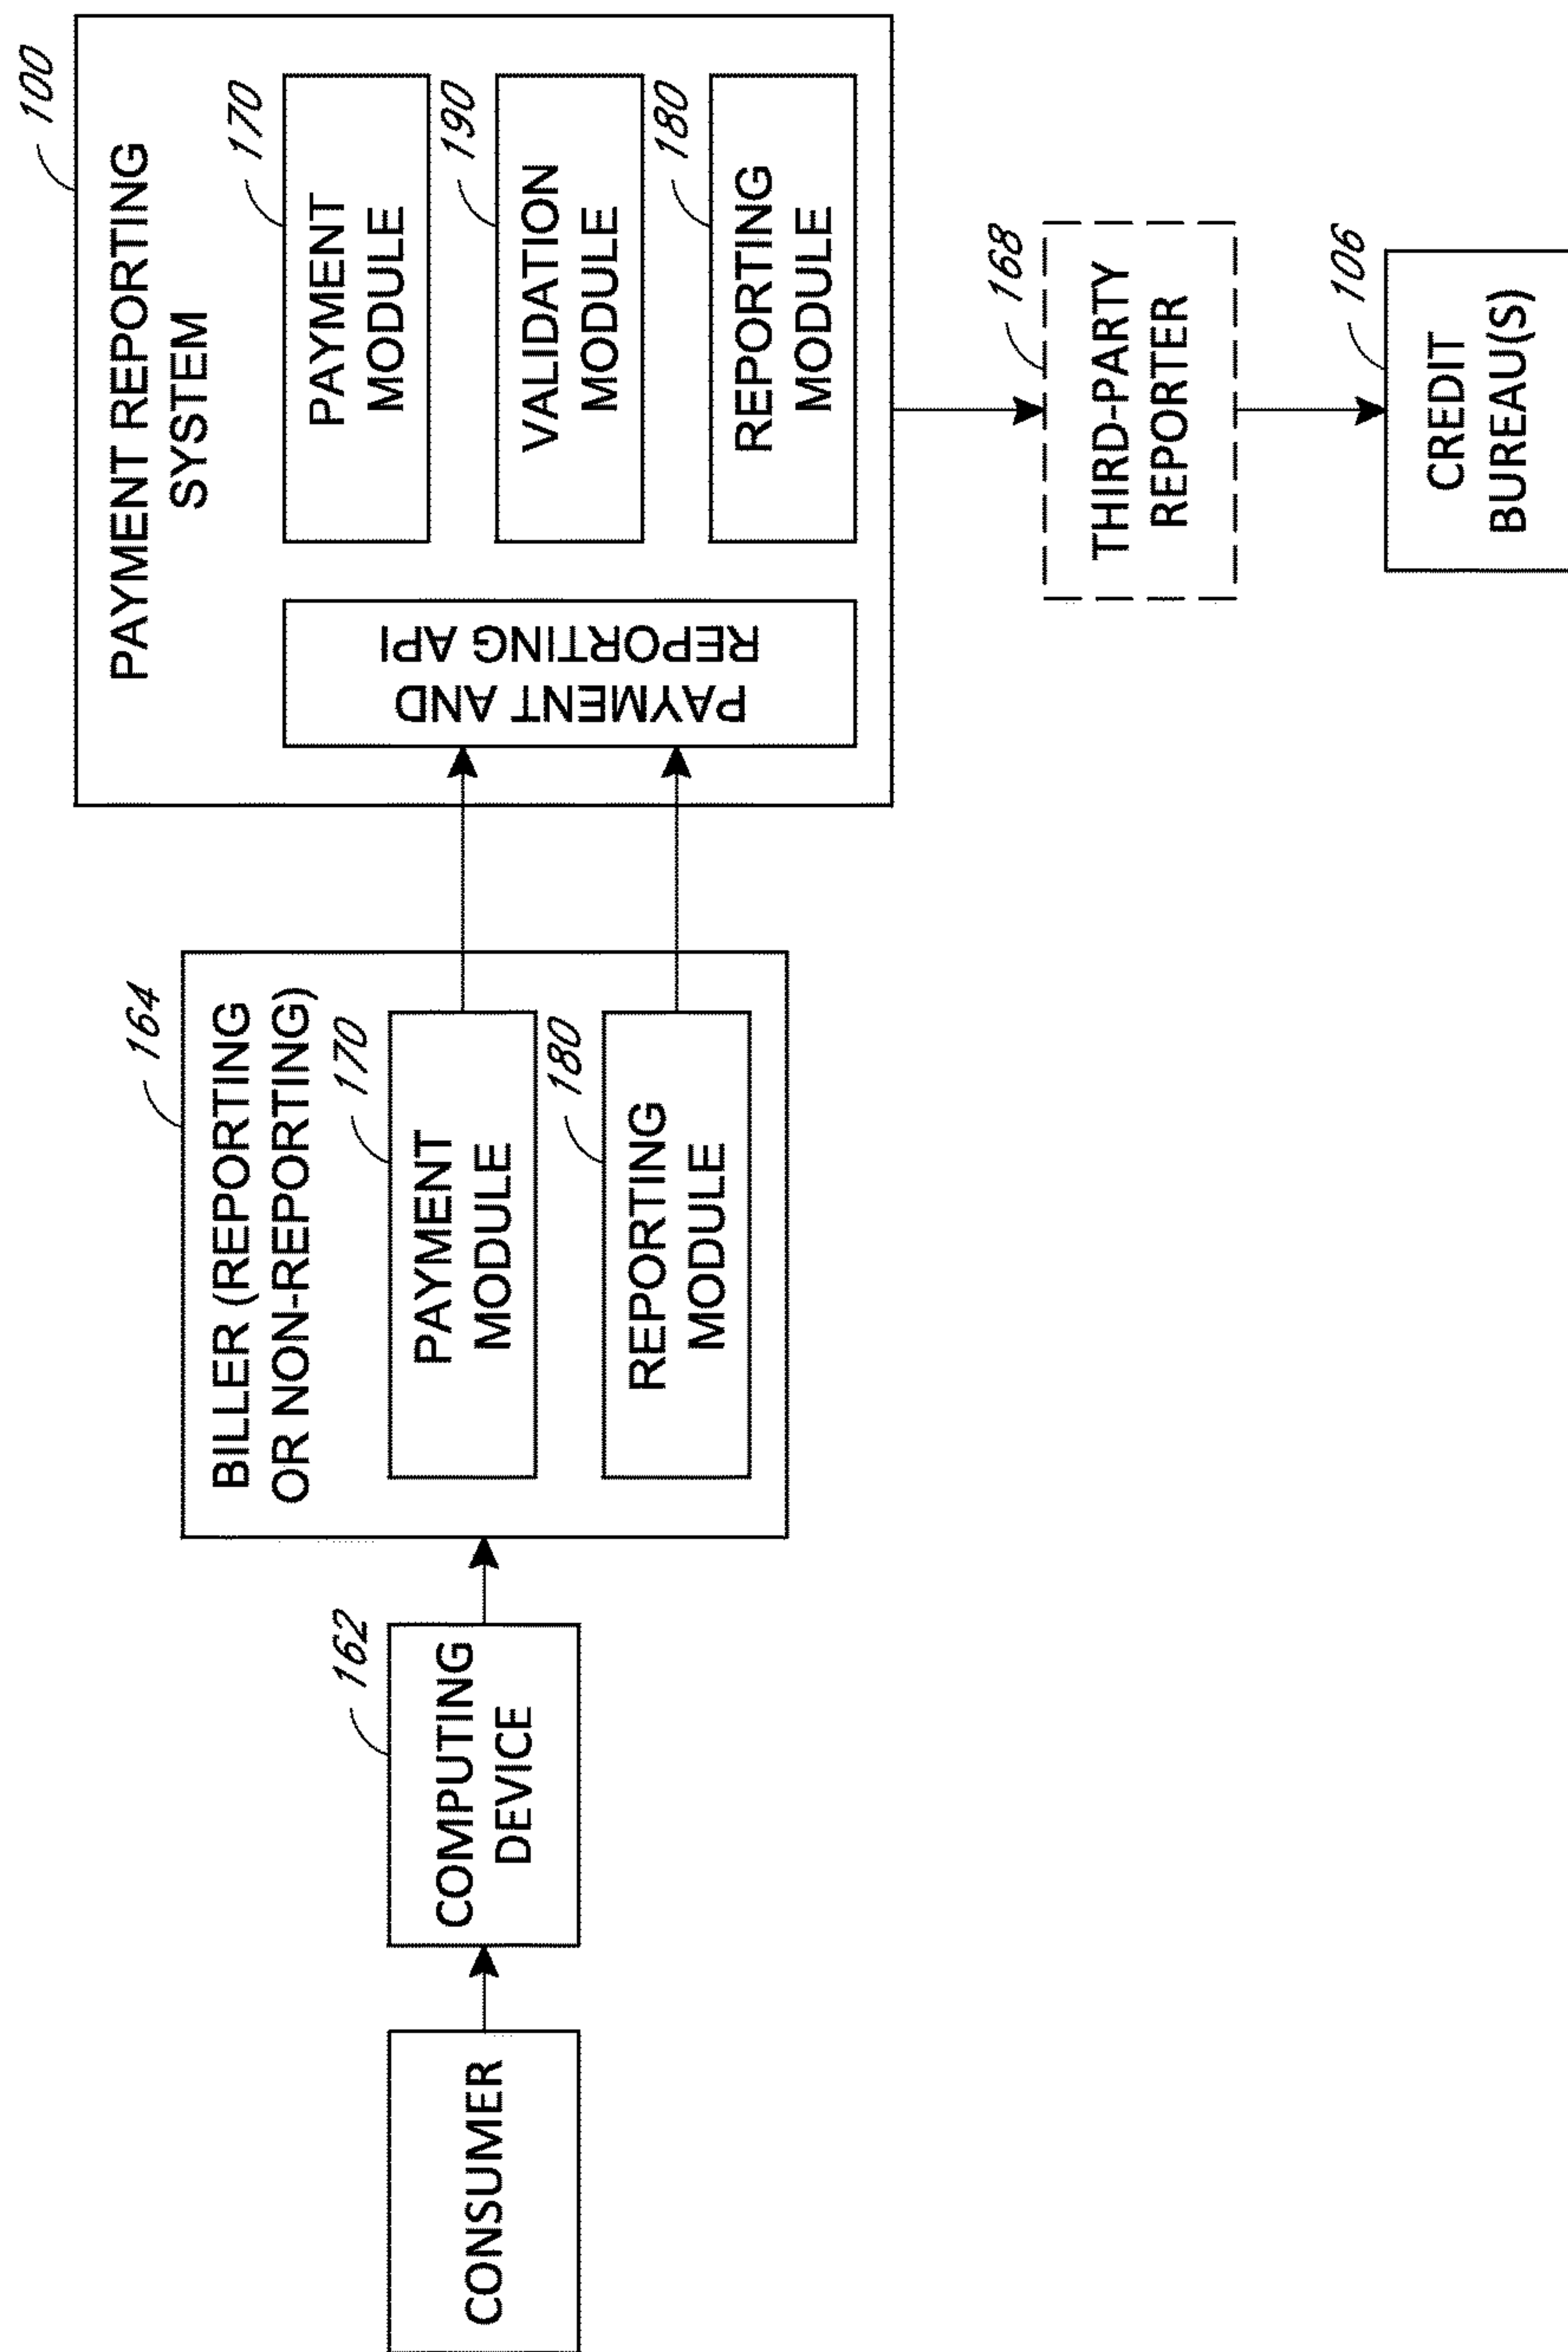 CONSUMER
162
COMPUTING
DEVICE
164
BILLER (REPORTING
OR NON-REPORTING)
170
PAYMENT
MODULE
180
REPORTING
MODULE
100
PAYMENT REPORTING
SYSTEM
PAYMENT AND
REPORTING API
170
PAYMENT
MODULE
190
VALIDATION
MODULE
180
REPORTING
MODULE
168
THIRD-PARTY
REPORTER
106
CREDIT
BUREAU(S)